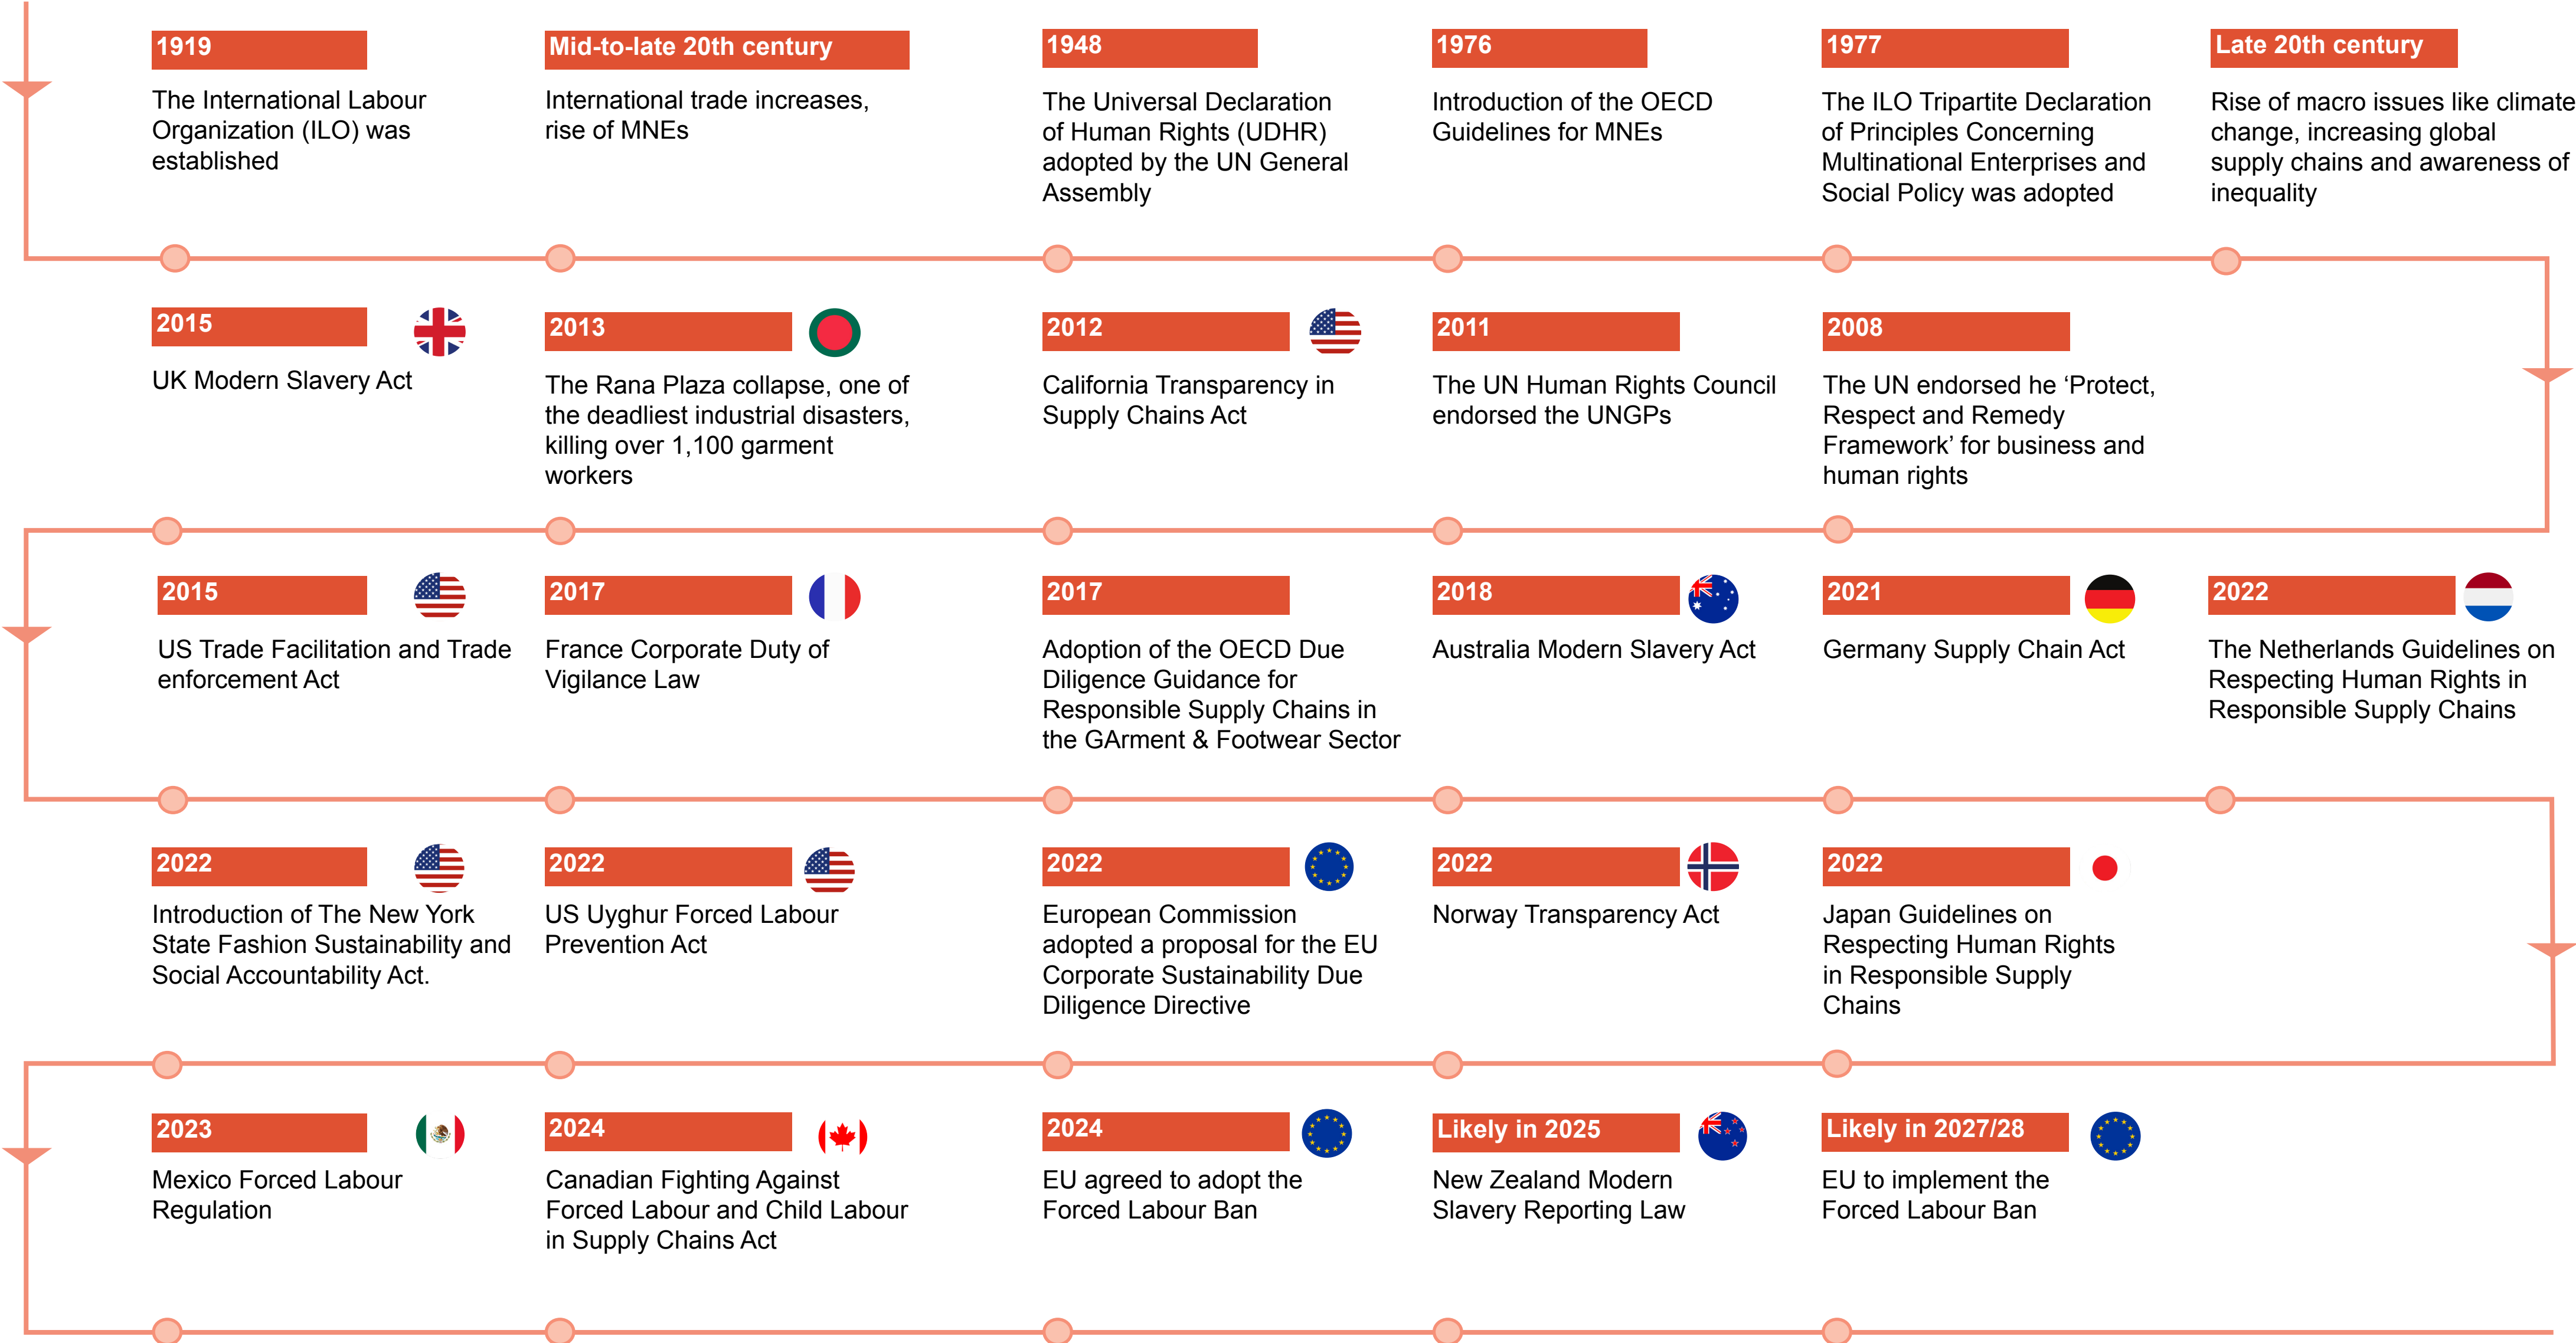 1919
The International Labour
Organization (ILO) was
established
Mid-to-late 20th century
International trade increases,
rise of MNEs
1948
The Universal Declaration
of Human Rights (UDHR)
adopted by the UN General
Assembly
1976
Introduction of the OECD
Guidelines for MNEs
1977
The ILO Tripartite Declaration
of Principles Concerning
Multinational Enterprises and
Social Policy was adopted
Late 20th century
Rise of macro issues like climate
change, increasing global
supply chains and awareness of
inequality
2015
UK Modern Slavery Act
2013
The Rana Plaza collapse, one of
the deadliest industrial disasters,
killing over 1,100 garment
workers
2012
California Transparency in
Supply Chains Act
2011
The UN Human Rights Council
endorsed the UNGPs
2008
The UN endorsed he ‘Protect,
Respect and Remedy
Framework’ for business and
human rights
2015
US Trade Facilitation and Trade
enforcement Act
2017
France Corporate Duty of
Vigilance Law
2017
Adoption of the OECD Due
Diligence Guidance for
Responsible Supply Chains in
the GArment & Footwear Sector
2018
Australia Modern Slavery Act
2021
Germany Supply Chain Act
2022
The Netherlands Guidelines on
Respecting Human Rights in
Responsible Supply Chains
2022
Introduction of The New York
State Fashion Sustainability and
Social Accountability Act.
2022
US Uyghur Forced Labour
Prevention Act
2022
European Commission
adopted a proposal for the EU
Corporate Sustainability Due
Diligence Directive
2022
Norway Transparency Act
2022
Japan Guidelines on
Respecting Human Rights
in Responsible Supply
Chains
2023
Mexico Forced Labour
Regulation
2024
Canadian Fighting Against
Forced Labour and Child Labour
in Supply Chains Act
2024
EU agreed to adopt the
Forced Labour Ban
Likely in 2025
New Zealand Modern
Slavery Reporting Law
Likely in 2027/28
EU to implement the
Forced Labour Ban